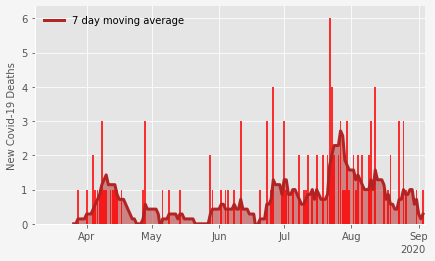 7 day moving average
New Covid-19 Deaths
6
5
4
3
2
1
0
Apr
May
Jun
Jul
Aug
Sep
2020